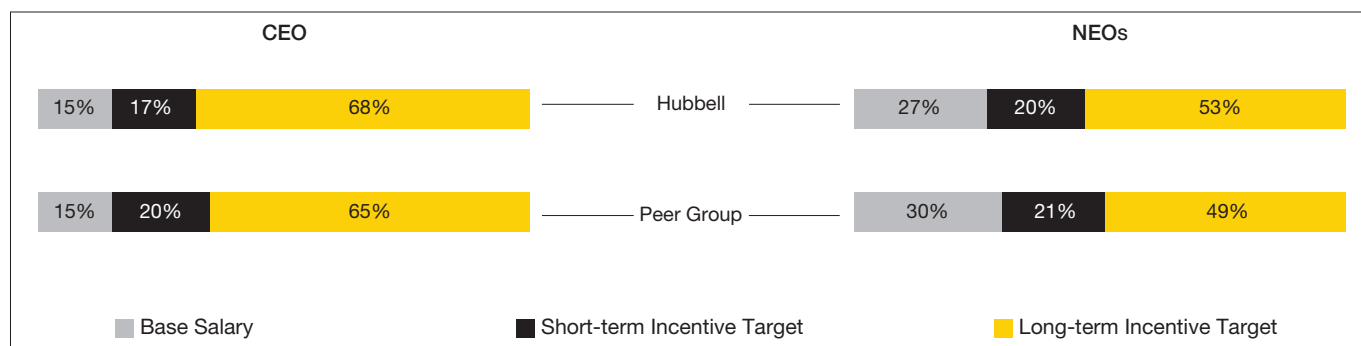 CEO NEOs
15% 17% 68% Hubbell 27% 20% 53%
15% 20% 65% Peer Group 30% 21% 49%
Base Salary Short-term Incentive Target Long-term Incentive Target